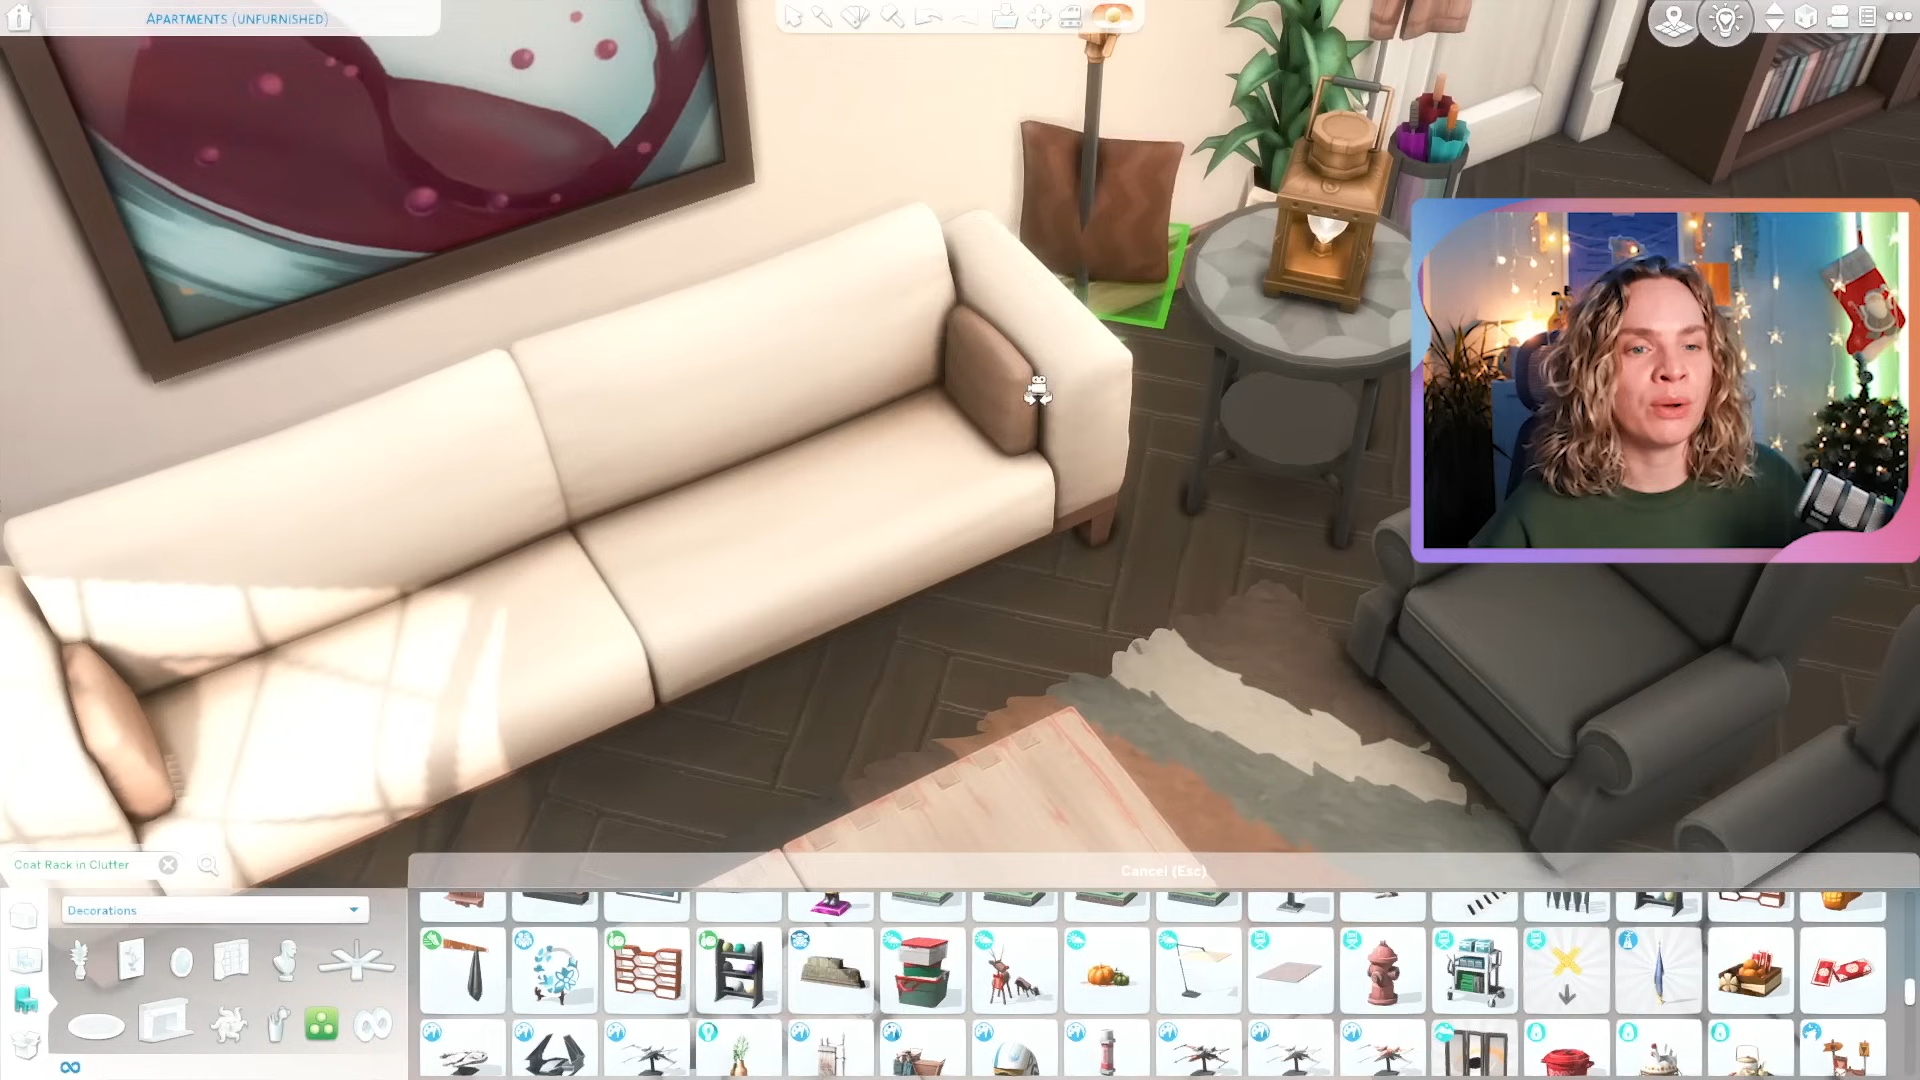 Apartments (Unfurnished)
Coat Rack in Clutter
Cancel (Esc)
Decorations